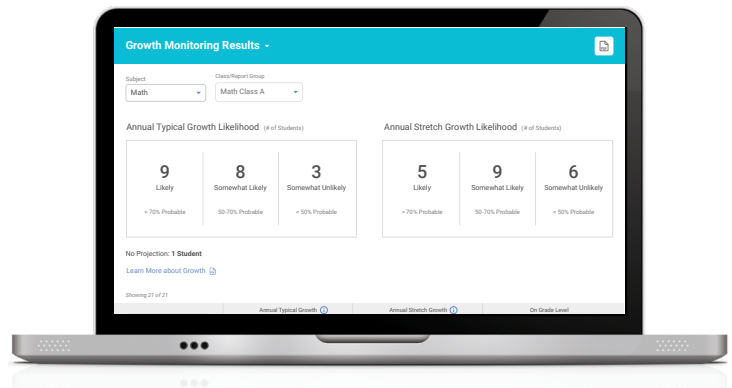 Growth Monitoring Results
Subject
Class/Report Group
Math
Math Class A
Annual Typical Growth Likelihood (# of Students)
Annual Stretch Growth Likelihood (# of Students)
9
8
3
Likely
Somewhat Likely
Somewhat Unlikely
> 70% Probable
50-70% Probable
< 50% Probable
5
9
6
Likely
Somewhat Likely
Somewhat Unlikely
> 70% Probable
50-70% Probable
< 50% Probable
No Projection: 1 Student
Learn More about Growth
Showing 21 of 21
Annual Typical Growth
Annual Stretch Growth
On Grade Level